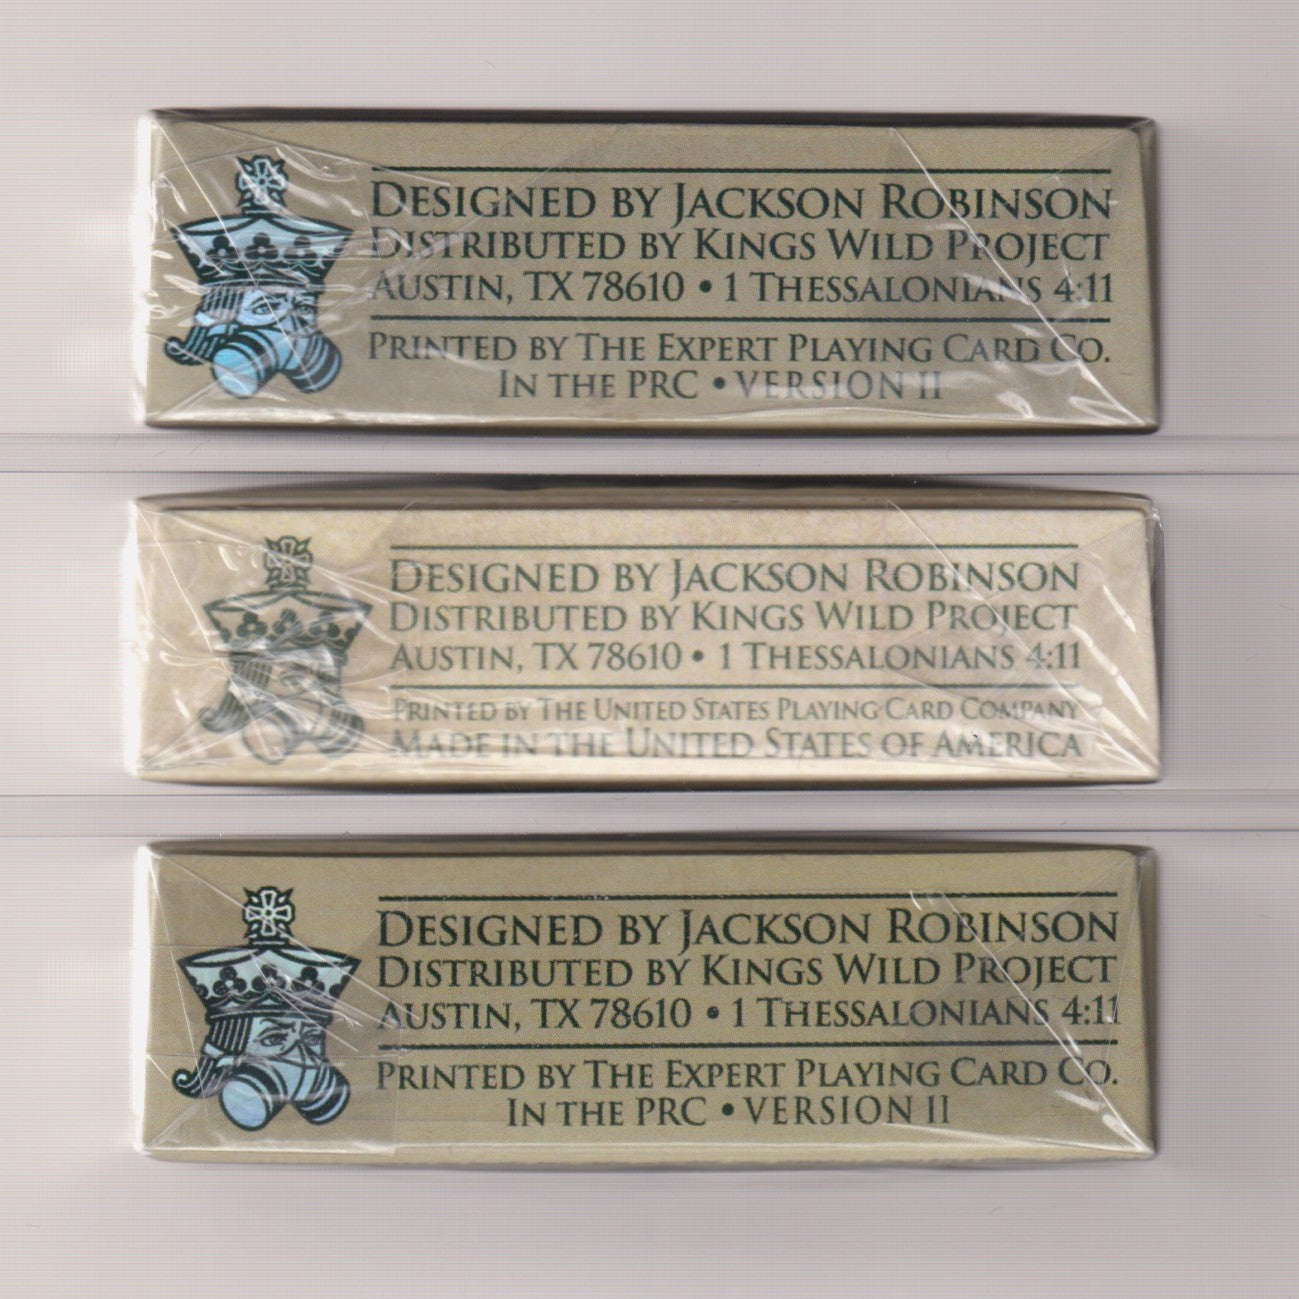 DESIGNED BY JACKSON ROBINSON
DISTRIBUTED BY KINGS WILD PROJECT
AUSTIN, TX 78610 • 1 THESSALONIANS 4:11
PRINTED BY THE EXPERT PLAYING CARD CO.
IN THE PRC • VERSION II
DESIGNED BY JACKSON ROBINSON
DISTRIBUTED BY KINGS WILD PROJECT
AUSTIN, TX 78610 • 1 THESSALONIANS 4:11
PRINTED BY THE UNITED STATES PLAYING CARD COMPANY
MADE IN THE UNITED STATES OF AMERICA
DESIGNED BY JACKSON ROBINSON
DISTRIBUTED BY KINGS WILD PROJECT
AUSTIN, TX 78610 • 1 THESSALONIANS 4:11
PRINTED BY THE EXPERT PLAYING CARD CO.
IN THE PRC • VERSION II